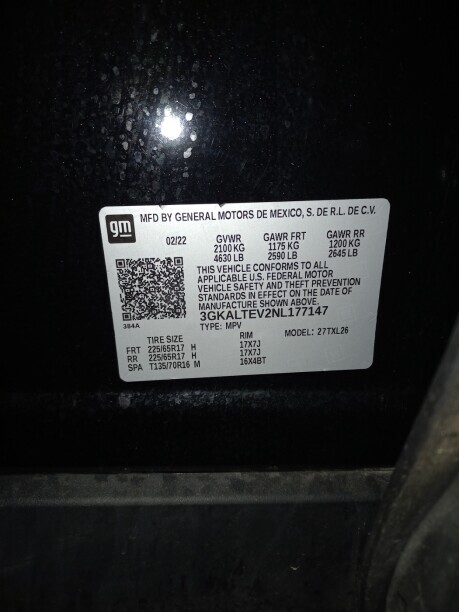 gm
MFD BY GENERAL MOTORS DE MEXICO, S. DE R.L. DE C.V.
02/22 GVWR GAWR FRT GAWR RR
2100 KG 1175 KG 1200 KG
4630 LB 2590 LB 2645 LB
THIS VEHICLE CONFORMS TO ALL
APPLICABLE U.S. FEDERAL MOTOR
VEHICLE SAFETY AND THEFT PREVENTION
STANDARDS IN EFFECT ON THE DATE OF
MANUFACTURE SHOWN ABOVE.
3GKALTEV2NL177147
384A
TYPE: MPV MODEL: 27TXL26
TIRE SIZE RIM
FRT 225/65R17 H 17X7J
RR 225/65R17 H 17X7J
SPA T135/70R16 M 16X4BT